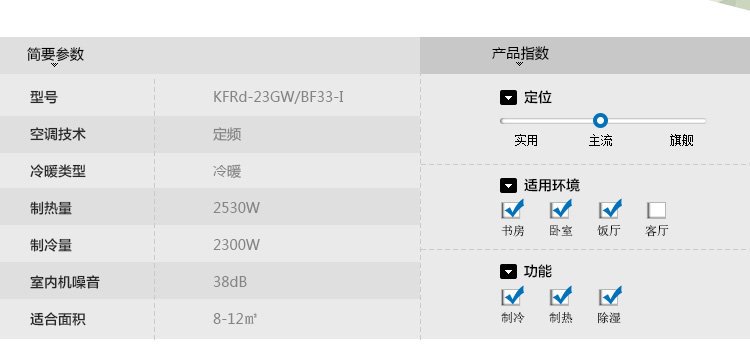 简要参数
型号 KFRd-23GW/BF33-I
空调技术 定频
冷暖类型 冷暖
制热量 2530W
制冷量 2300W
室内机噪音 38dB
适合面积 8-12㎡
产品指数
定位
实用 主流 旗舰
适用环境
书房 卧室 饭厅 客厅
功能
制冷 制热 除湿